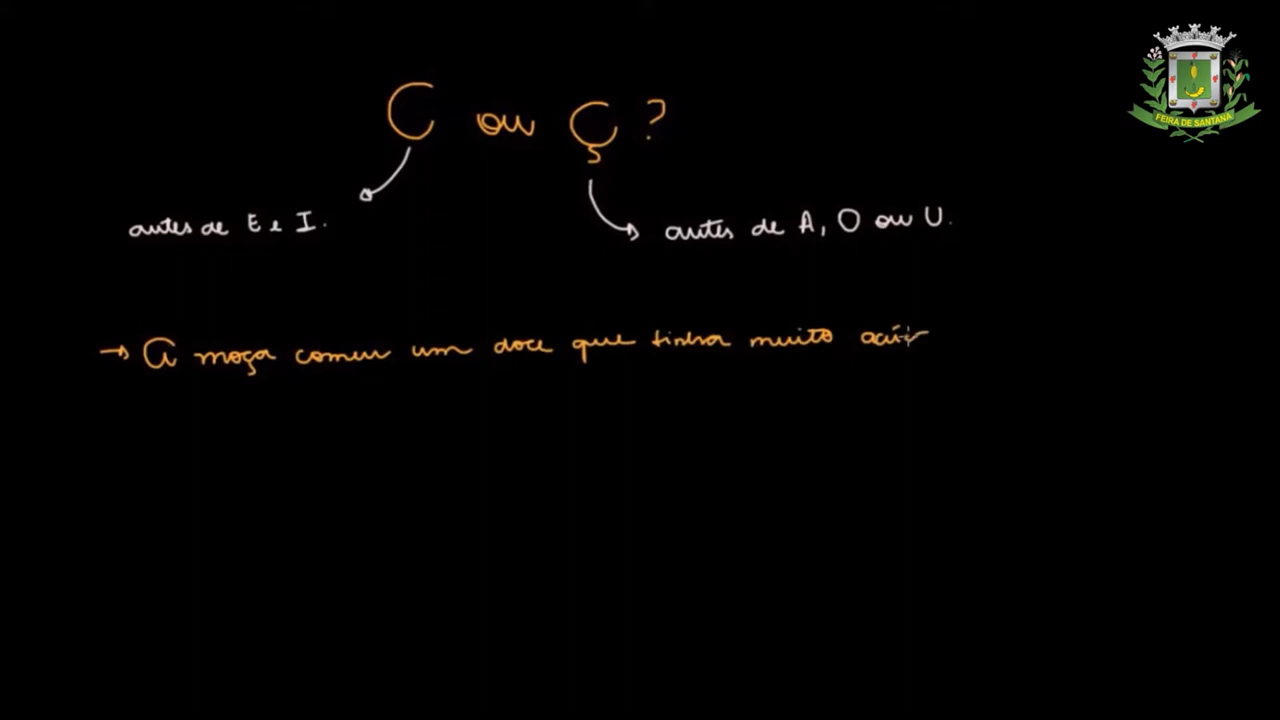 FEIRA DE SANTANA
C ou Ç ?
antes de E e I.
antes de A, O ou U.
→ A moça comeu um doce que tinha muito